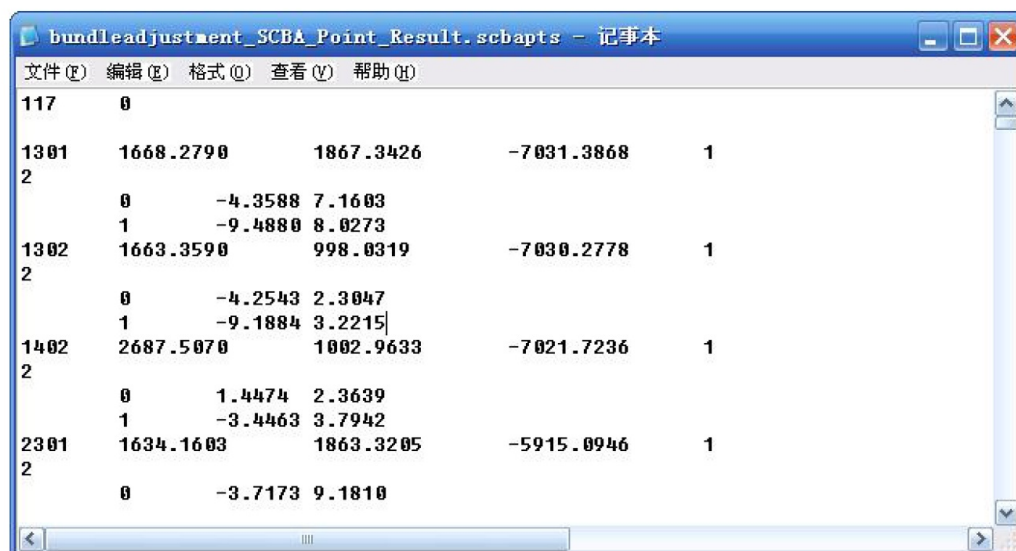 bundleadjustment_SCBA_Point_Result.scbapts - 记事本
文件(F) 编辑(E) 格式(O) 查看(V) 帮助(H)
117 0
1301 1668.2790 1867.3426 -7031.3868 1
2
0 -4.3588 7.1603
1 -9.4880 8.0273
1302 1663.3590 998.0319 -7030.2778 1
2
0 -4.2543 2.3047
1 -9.1884 3.2215
1402 2687.5070 1002.9633 -7021.7236 1
2
0 1.4474 2.3639
1 -3.4463 3.7942
2301 1634.1603 1863.3205 -5915.0946 1
2
0 -3.7173 9.1810